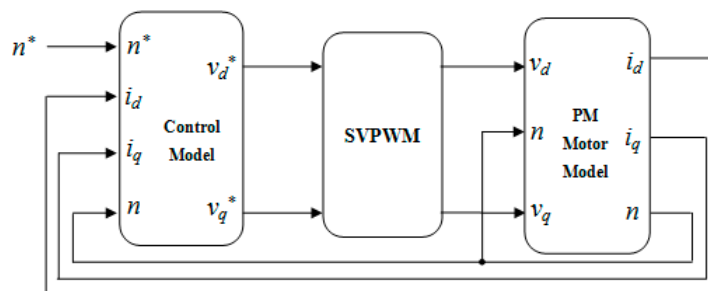 n*
n*
i_d
i_q
n
Control
Model
v_d*
v_q*
SVPWM
v_d
n
v_q
PM
Motor
Model
i_d
i_q
n